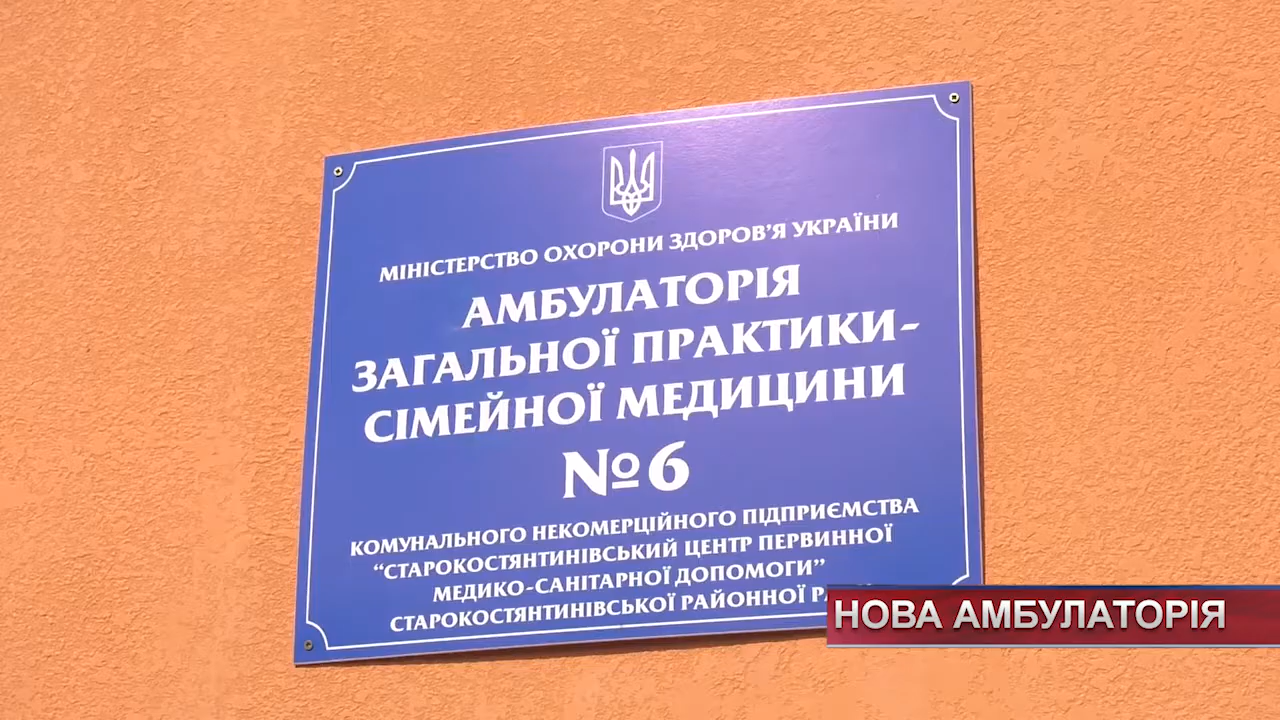 МІНІСТЕРСТВО ОХОРОНИ ЗДОРОВ'Я УКРАЇНИ
АМБУЛАТОРІЯ
ЗАГАЛЬНОЇ ПРАКТИКИ-
СІМЕЙНОЇ МЕДИЦИНИ
№6
КОМУНАЛЬНОГО НЕКОМЕРЦІЙНОГО ПІДПРИЄМСТВА
“СТАРОКОСТЯНТИНІВСЬКИЙ ЦЕНТР ПЕРВИННОЇ
МЕДИКО-САНІТАРНОЇ ДОПОМОГИ”
СТАРОКОСТЯНТИНІВСЬКОЇ РАЙОННОЇ
НОВА АМБУЛАТОРІЯ